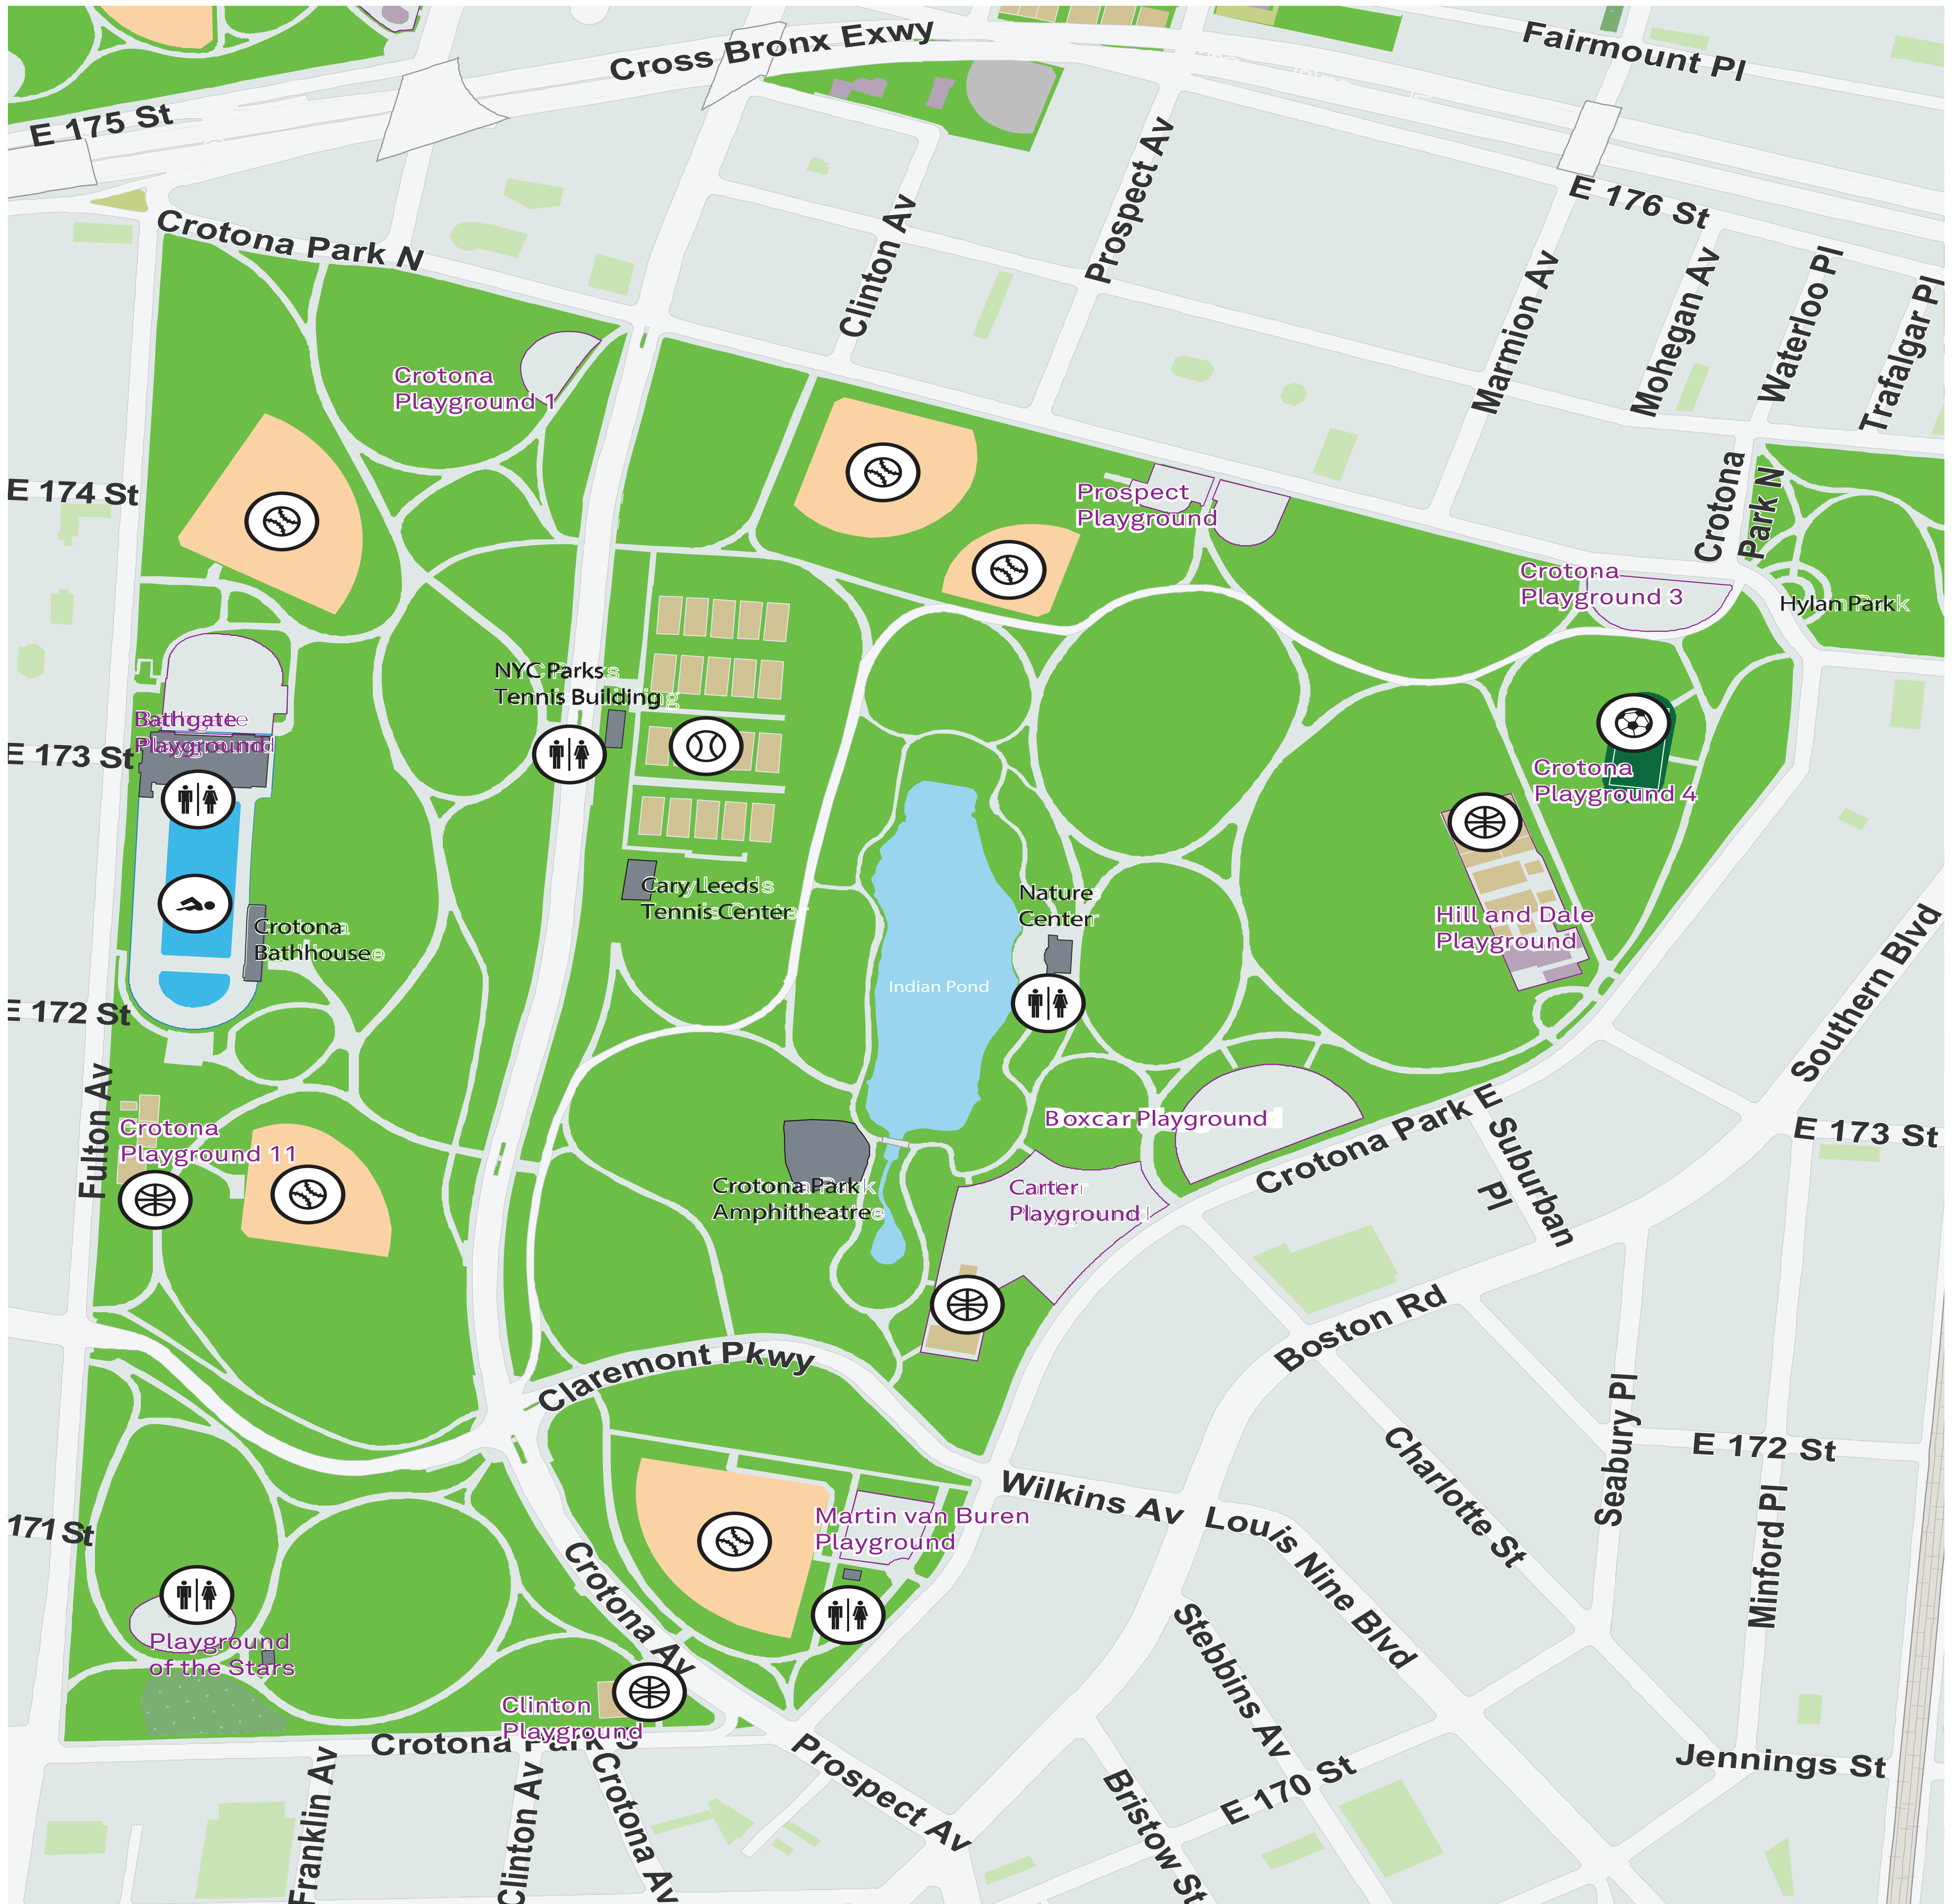 Cross Bronx Exwy
Fairmount Pl
E 175 St
E 176 St
Crotona Park N
Clinton Av
Prospect Av
Marmion Av
Mohegan Av
Waterloo Pl
Trafalgar Pl
Crotona
Playground 1
E 174 St
Prospect
Playground
Crotona
Park N
Crotona
Playground 3
Hylan Park
NYC Parks
Tennis Building
Bathgate
Playground
E 173 St
Crotona
Playground 4
Cary Leeds
Tennis Center
Nature
Center
Hill and Dale
Playground
Crotona
Bathhouse
Indian Pond
E 172 St
Southern Blvd
Fulton Av
Crotona
Playground 11
Boxcar Playground
Crotona Park E
Suburban
Pl
E 173 St
Crotona Park
Amphitheatre
Carter
Playground
Boston Rd
Claremont Pkwy
Charlotte St
Seabury Pl
E 172 St
Minford Pl
Wilkins Av
Louis Nine Blvd
171 St
Martin van Buren
Playground
Crotona Av
Playground
of the Stars
Clinton
Playground
Crotona Park S
Stebbins Av
Prospect Av
Franklin Av
Clinton Av
Crotona Av
Bristow St
E 170 St
Jennings St